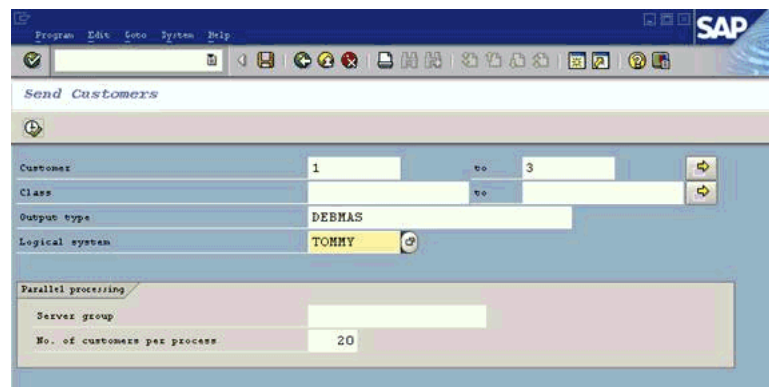 Program Edit Goto System Help
SAP
Send Customers
Customer 1 to 3
Class to
Output type DEBMAS
Logical system TOMMY
Parallel processing
Server group
No. of customers per process 20